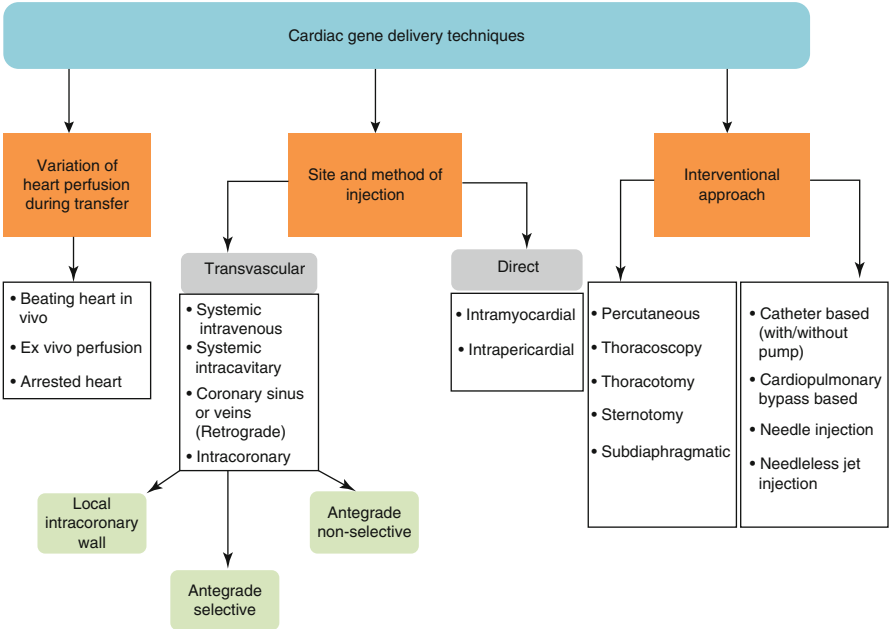 Cardiac gene delivery techniques
Variation of
heart perfusion
during transfer
Site and method of
injection
Interventional
approach
Transvascular
Direct
• Beating heart in
vivo
• Ex vivo perfusion
• Arrested heart
• Systemic
intravenous
• Systemic
intracavitary
• Coronary sinus
or veins
(Retrograde)
• Intracoronary
• Intramyocardial
• Intrapericardial
• Percutaneous
• Thoracoscopy
• Thoracotomy
• Sternotomy
• Subdiaphragmatic
• Catheter based
(with/without
pump)
• Cardiopulmonary
bypass based
• Needle injection
• Needleless jet
injection
Local
intracoronary
wall
Antegrade
selective
Antegrade
non-selective